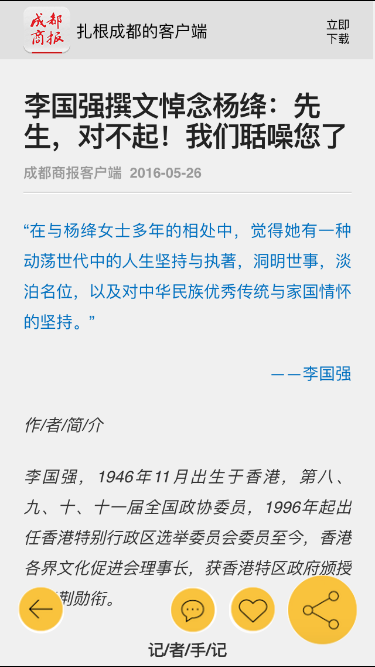 成都
商报
扎根成都的客户端
立即
下载
李国强撰文悼念杨绛：先
生，对不起！我们聒噪您了
成都商报客户端 2016-05-26
“在与杨绛女士多年的相处中，觉得她有一种
动荡世代中的人生坚持与执著，洞明世事，淡
泊名位，以及对中华民族优秀传统与家国情怀
的坚持。”
——李国强
作/者/简/介
李国强，1946年11月出生于香港，第八、
九、十、十一届全国政协委员，1996年起出
任香港特别行政区选举委员会委员至今，香港
各界文化促进会理事长，获香港特区政府颁授
荆勋衔。
记/者/手/记